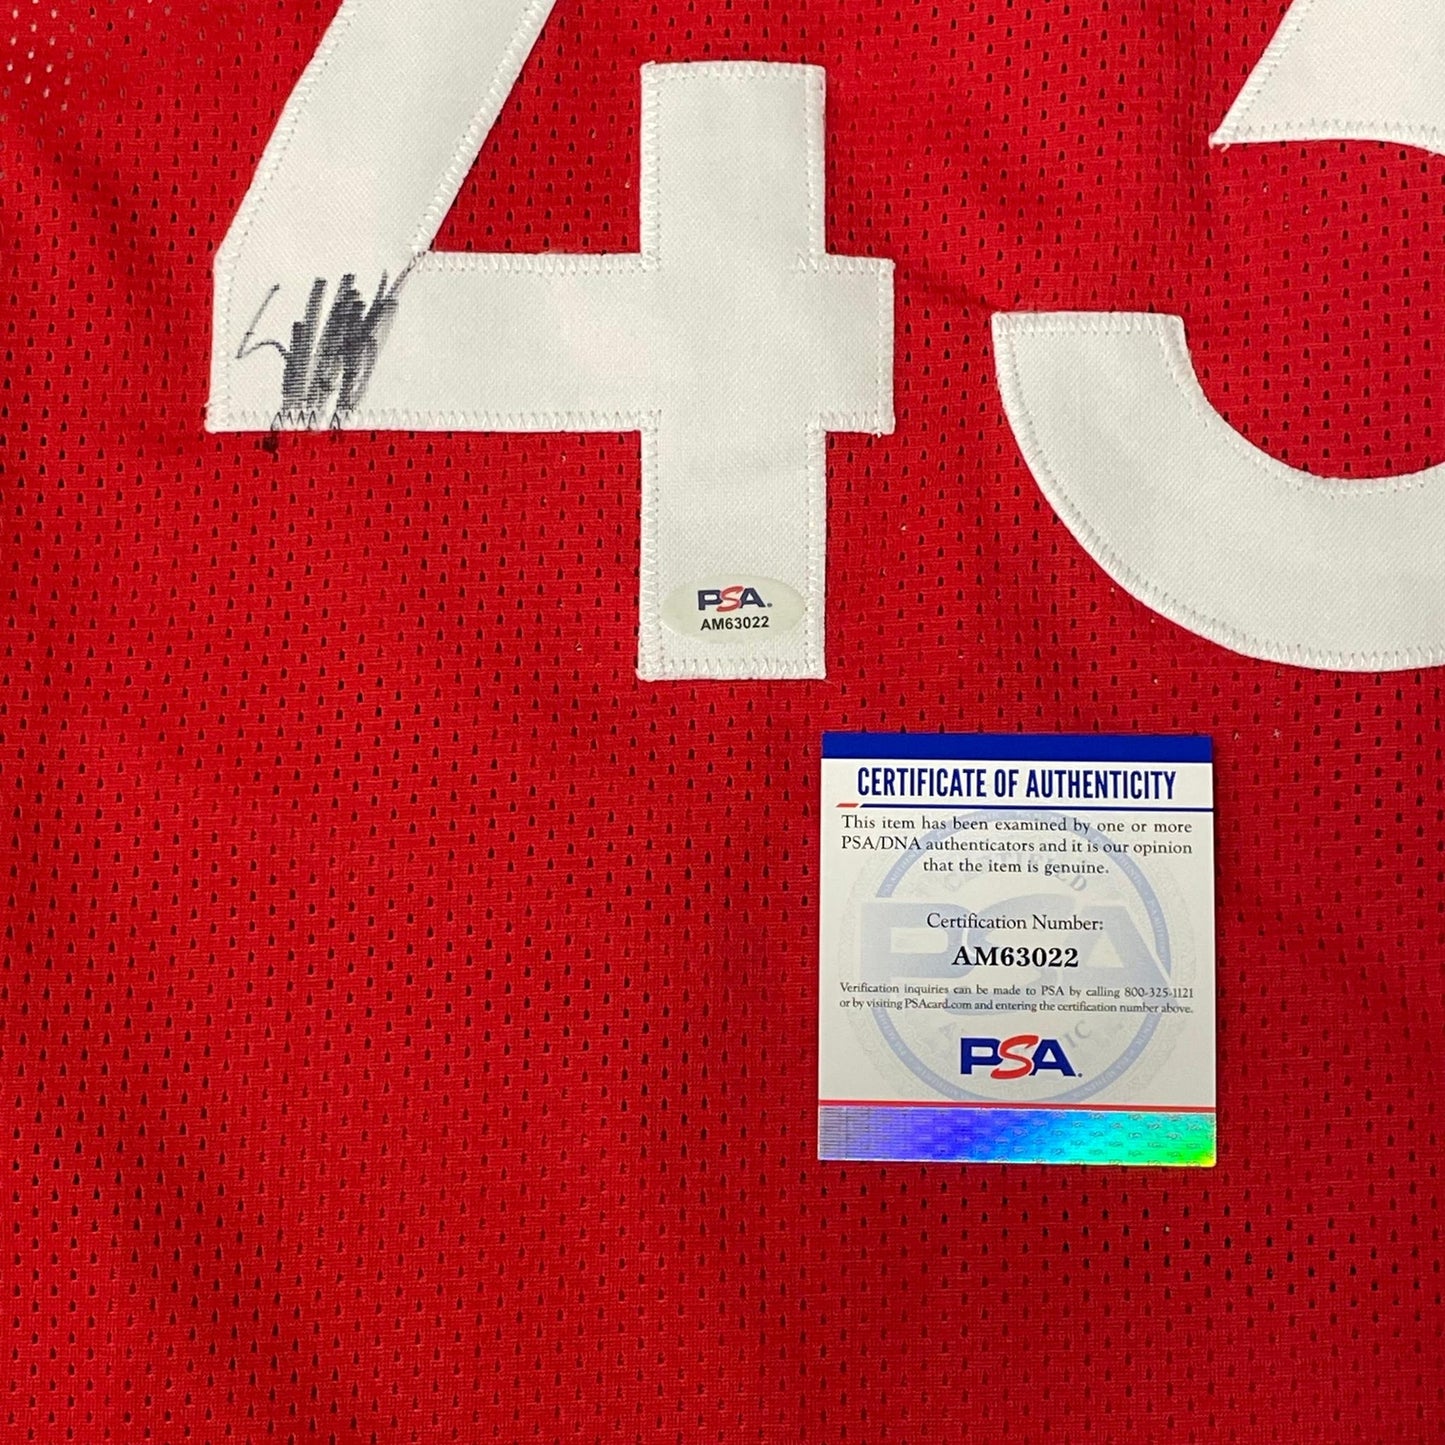 43
PSA
AM63022
CERTIFICATE OF AUTHENTICITY
This item has been examined by one or more
PSA/DNA authenticators and it is our opinion
that the item is genuine.
Certification Number:
AM63022
Verification inquiries can be made to PSA by calling 800-325-1121
or by visiting PSAcard.com and entering the certification number above.
PSA